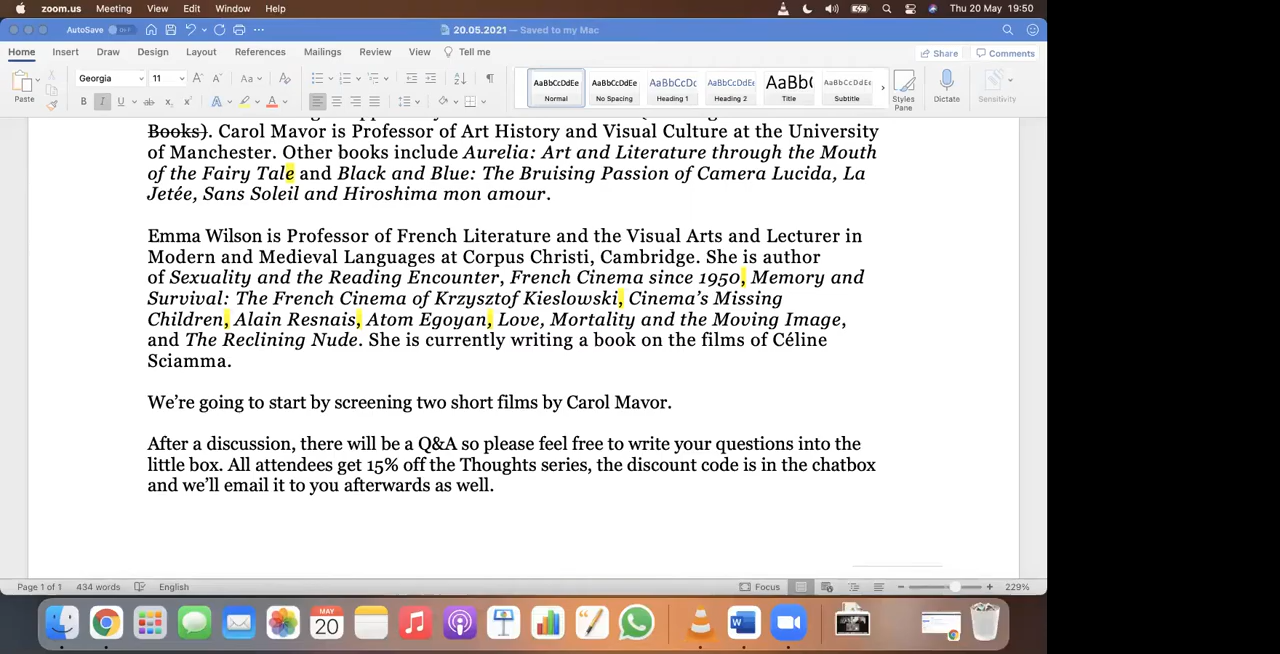 zoom.us Meeting View Edit Window Help Thu 20 May 19:50
AutoSave 20.05.2021 — Saved to my Mac
Home Insert Draw Design Layout References Mailings Review View Tell me Share Comments
Paste Georgia 11 Aa AaBbCcDdEe Normal AaBbCcDdEe No Spacing AaBbCcDc Heading 1 AaBbCcDdEe Heading 2 AaBb( Title AaBbCcDdEe Subtitle Styles Pane Dictate Sensitivity
Books). Carol Mavor is Professor of Art History and Visual Culture at the University
of Manchester. Other books include Aurelia: Art and Literature through the Mouth
of the Fairy Tale and Black and Blue: The Bruising Passion of Camera Lucida, La
Jetée, Sans Soleil and Hiroshima mon amour.
Emma Wilson is Professor of French Literature and the Visual Arts and Lecturer in
Modern and Medieval Languages at Corpus Christi, Cambridge. She is author
of Sexuality and the Reading Encounter, French Cinema since 1950, Memory and
Survival: The French Cinema of Krzysztof Kieslowski, Cinema's Missing
Children, Alain Resnais, Atom Egoyan, Love, Mortality and the Moving Image,
and The Reclining Nude. She is currently writing a book on the films of Céline
Sciamma.
We're going to start by screening two short films by Carol Mavor.
After a discussion, there will be a Q&A so please feel free to write your questions into the
little box. All attendees get 15% off the Thoughts series, the discount code is in the chatbox
and we'll email it to you afterwards as well.
Page 1 of 1 434 words English Focus 229%
MAY
20